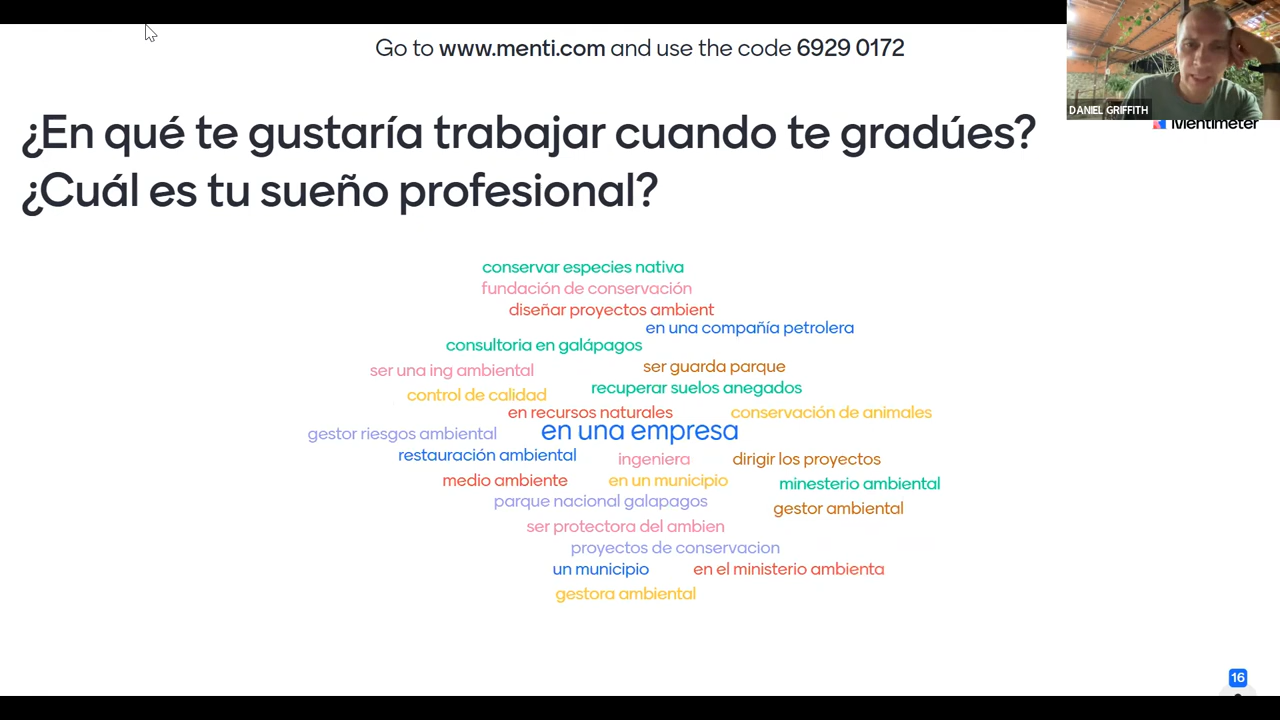 Go to www.menti.com and use the code 6929 0172
DANIEL GRIFFITH
Mentimeter
¿En qué te gustaría trabajar cuando te gradúes?
¿Cuál es tu sueño profesional?
conservar especies nativa
fundación de conservación
diseñar proyectos ambient
en una compañía petrolera
consultoria en galápagos
ser una ing ambiental
ser guarda parque
control de calidad
recuperar suelos anegados
en recursos naturales
conservación de animales
gestor riesgos ambiental
en una empresa
restauración ambiental
ingeniera
dirigir los proyectos
medio ambiente
en un municipio
minesterio ambiental
parque nacional galapagos
gestor ambiental
ser protectora del ambien
proyectos de conservacion
un municipio
en el ministerio ambienta
gestora ambiental
16